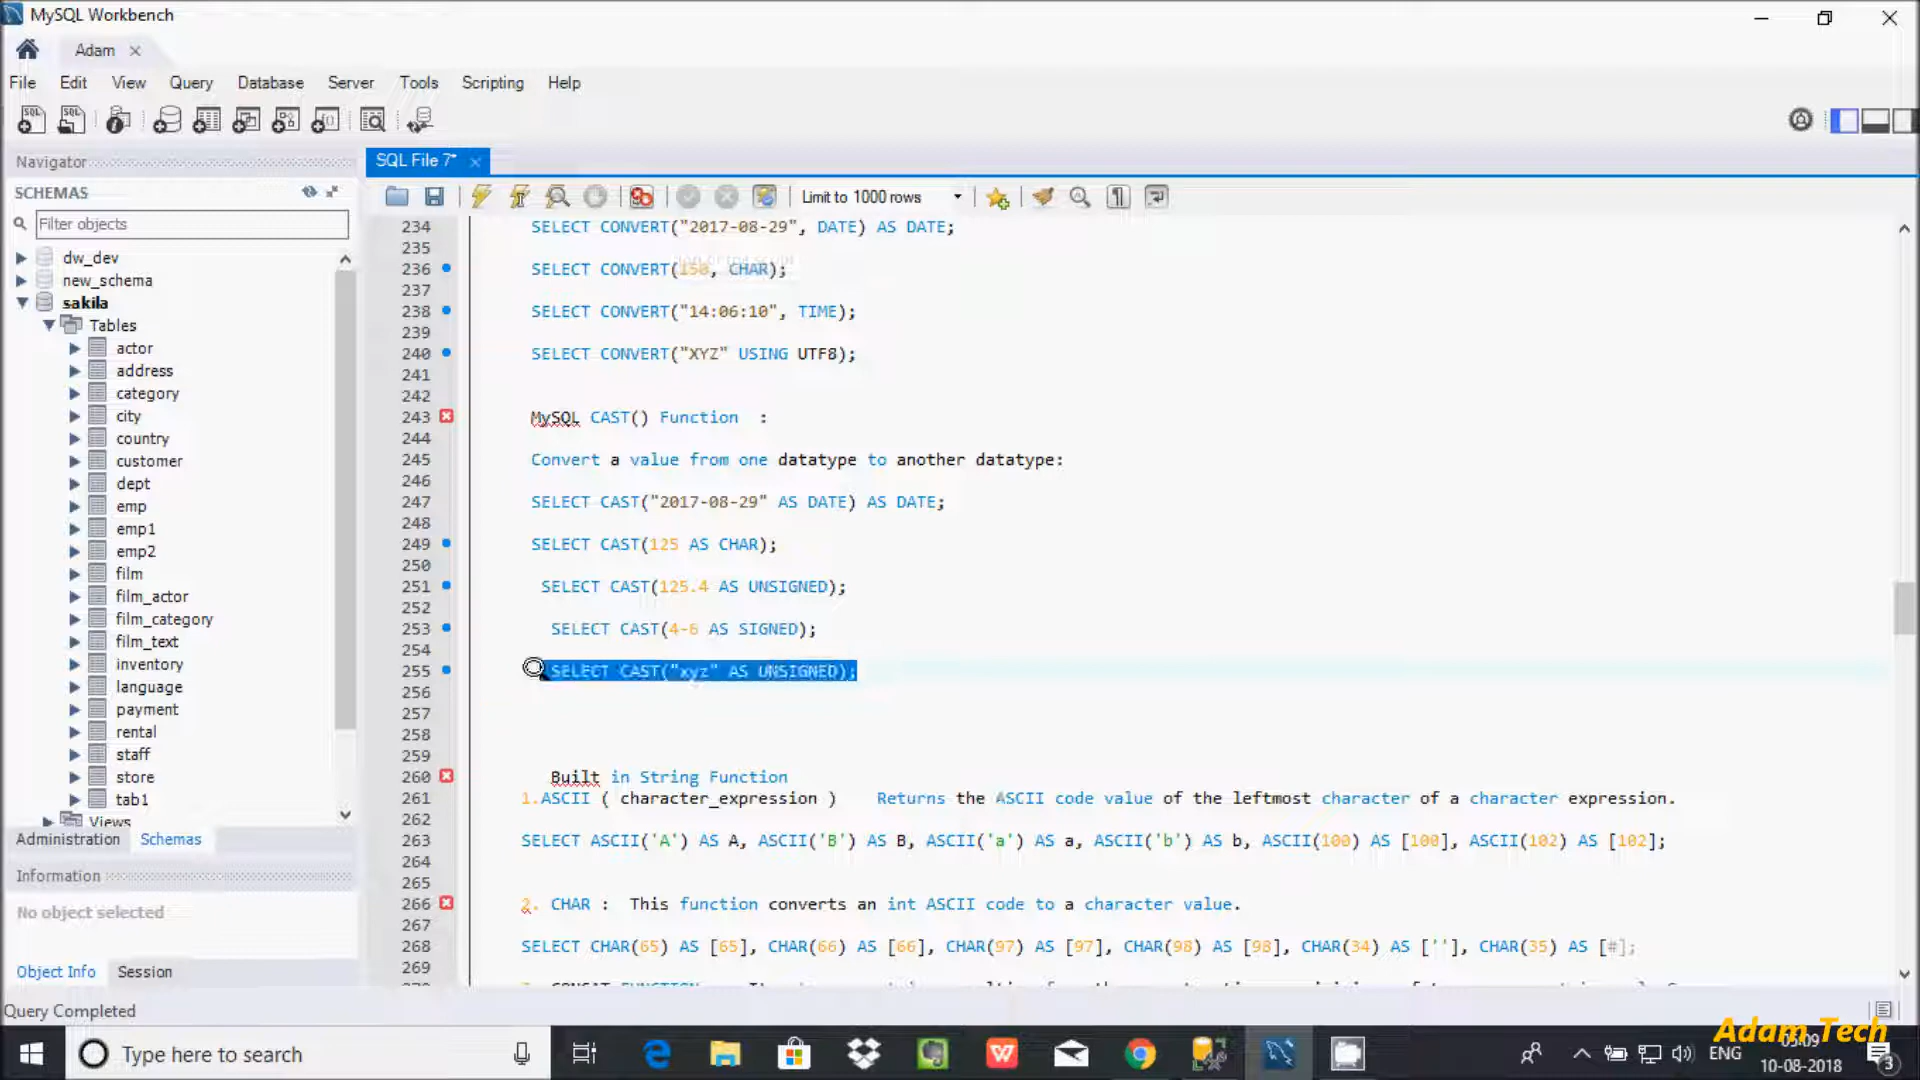 MySQL Workbench
Adam
File Edit View Query Database Server Tools Scripting Help
Navigator
SQL File 7*
SCHEMAS
Limit to 1000 rows
Filter objects
dw_dev
new_schema
sakila
Tables
actor
address
category
city
country
customer
dept
emp
emp1
emp2
film
film_actor
film_category
film_text
inventory
language
payment
rental
staff
store
tab1
Views
Administration Schemas
Information
No object selected
Object Info Session
234 SELECT CONVERT("2017-08-29", DATE) AS DATE;
235
236 SELECT CONVERT(150, CHAR);
237
238 SELECT CONVERT("14:06:10", TIME);
239
240 SELECT CONVERT("XYZ" USING UTF8);
241
242
243 MySQL CAST() Function :
244
245 Convert a value from one datatype to another datatype:
246
247 SELECT CAST("2017-08-29" AS DATE) AS DATE;
248
249 SELECT CAST(125 AS CHAR);
250
251 SELECT CAST(125.4 AS UNSIGNED);
252
253 SELECT CAST(4-6 AS SIGNED);
254
255 SELECT CAST("xyz" AS UNSIGNED);
256
257
258
259
260 Built in String Function
261 1.ASCII ( character_expression ) Returns the ASCII code value of the leftmost character of a character expression.
262
263 SELECT ASCII('A') AS A, ASCII('B') AS B, ASCII('a') AS a, ASCII('b') AS b, ASCII(100) AS [100], ASCII(102) AS [102];
264
265
266 2. CHAR : This function converts an int ASCII code to a character value.
267
268 SELECT CHAR(65) AS [65], CHAR(66) AS [66], CHAR(97) AS [97], CHAR(98) AS [98], CHAR(34) AS [''], CHAR(35) AS [#];
269
Query Completed
Adam Tech
Type here to search
ENG
05:09
10-08-2018
3